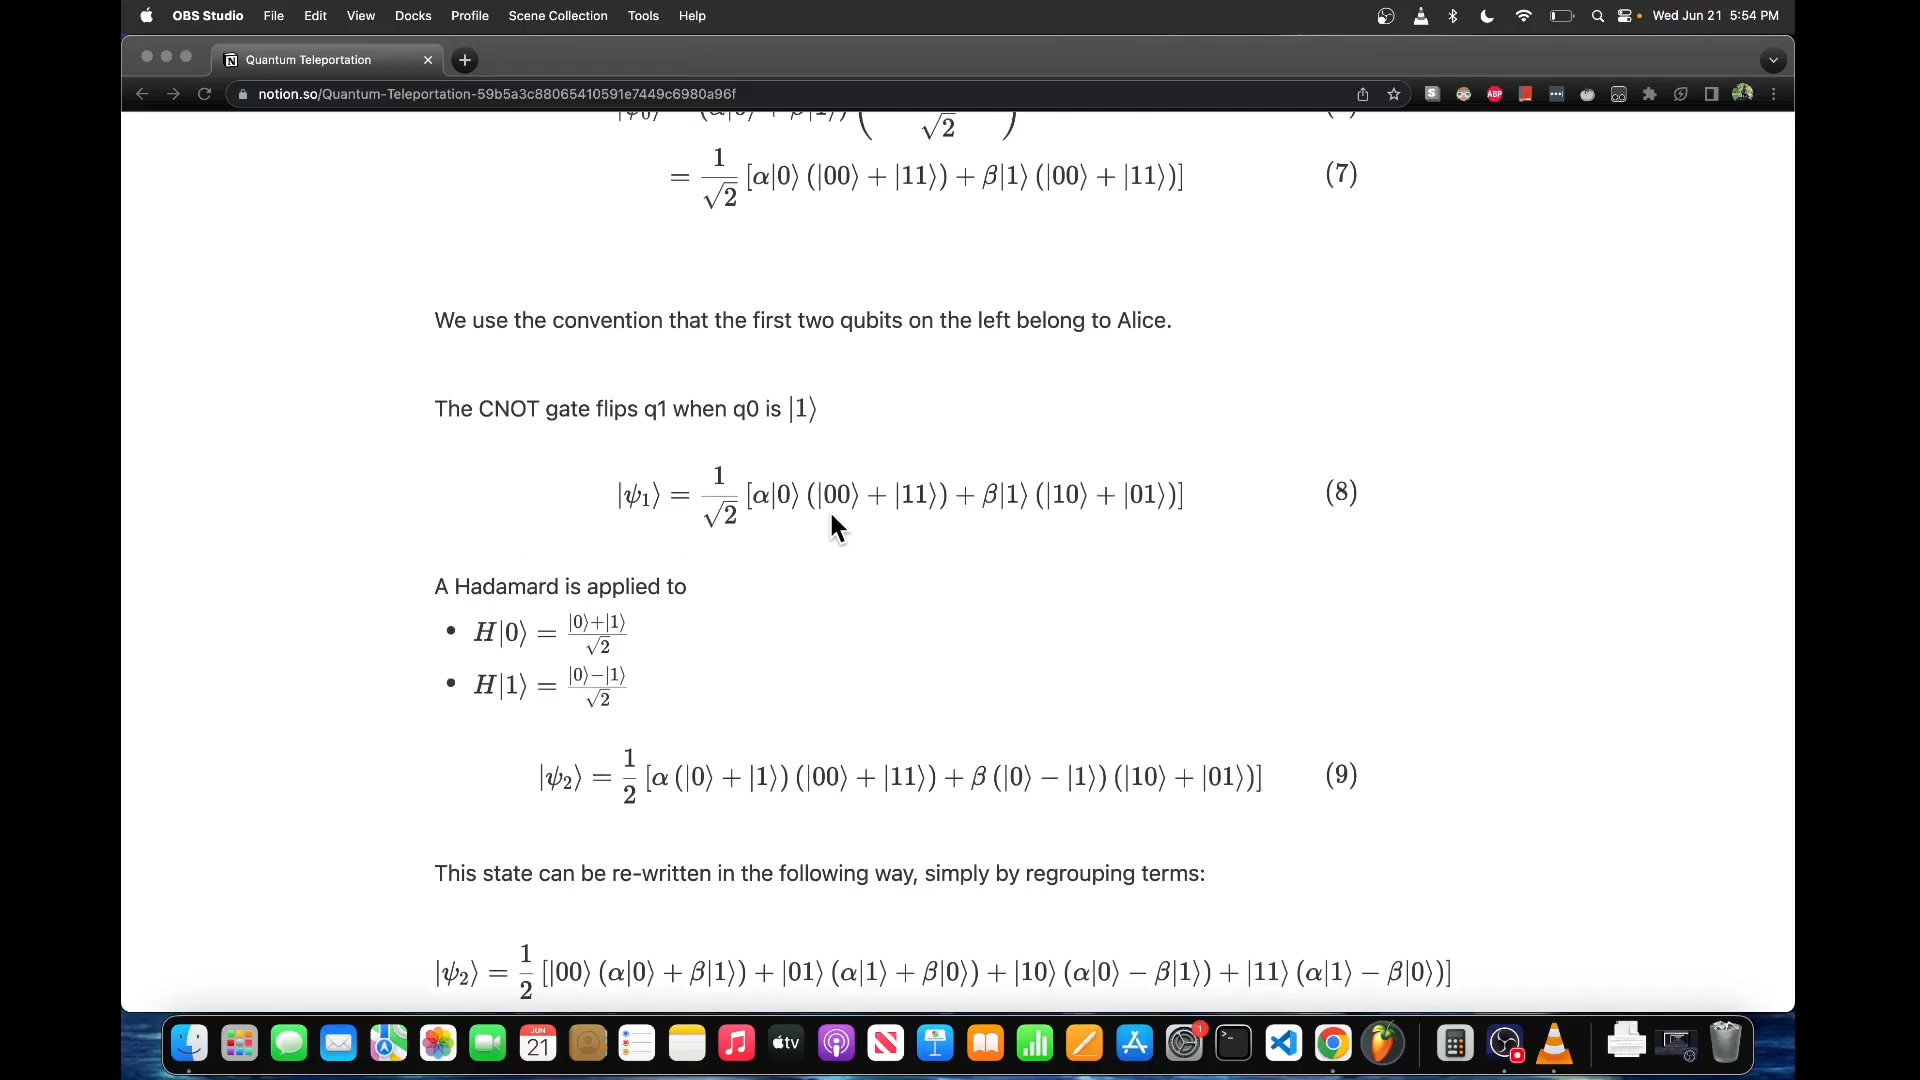 OBS Studio File Edit View Docks Profile Scene Collection Tools Help Wed Jun 21 5:54 PM
Quantum Teleportation
notion.so/Quantum-Teleportation-59b5a3c88065410591e7449c6980a96f
ABP
√2
= 1/√2 [α|0⟩ (|00⟩ + |11⟩) + β|1⟩ (|00⟩ + |11⟩)] (7)
We use the convention that the first two qubits on the left belong to Alice.
The CNOT gate flips q1 when q0 is |1⟩
|ψ₁⟩ = 1/√2 [α|0⟩ (|00⟩ + |11⟩) + β|1⟩ (|10⟩ + |01⟩)] (8)
A Hadamard is applied to
• H|0⟩ = |0⟩+|1⟩/√2
• H|1⟩ = |0⟩−|1⟩/√2
|ψ₂⟩ = 1/2 [α (|0⟩ + |1⟩) (|00⟩ + |11⟩) + β (|0⟩ − |1⟩) (|10⟩ + |01⟩)] (9)
This state can be re-written in the following way, simply by regrouping terms:
|ψ₂⟩ = 1/2 [|00⟩ (α|0⟩ + β|1⟩) + |01⟩ (α|1⟩ + β|0⟩) + |10⟩ (α|0⟩ − β|1⟩) + |11⟩ (α|1⟩ − β|0⟩)]
JUN
21
tv
1